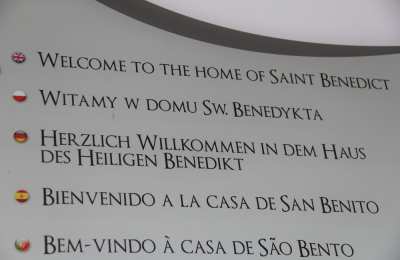 Welcome to the home of Saint Benedict
Witamy w domu Sw. Benedykta
Herzlich Willkommen in dem Haus
des Heiligen Benedikt
Bienvenido a la casa de San Benito
Bem-vindo à casa de São Bento